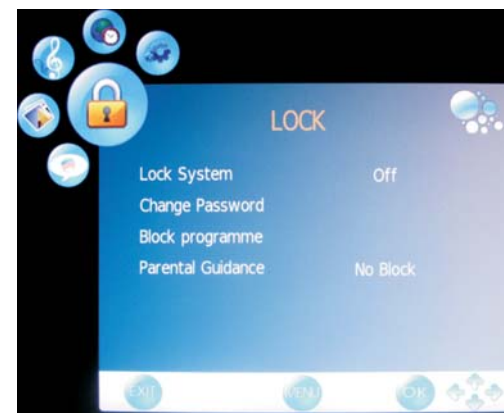 LOCK
Lock System Off
Change Password
Block programme
Parental Guidance No Block
EXIT MENU OK